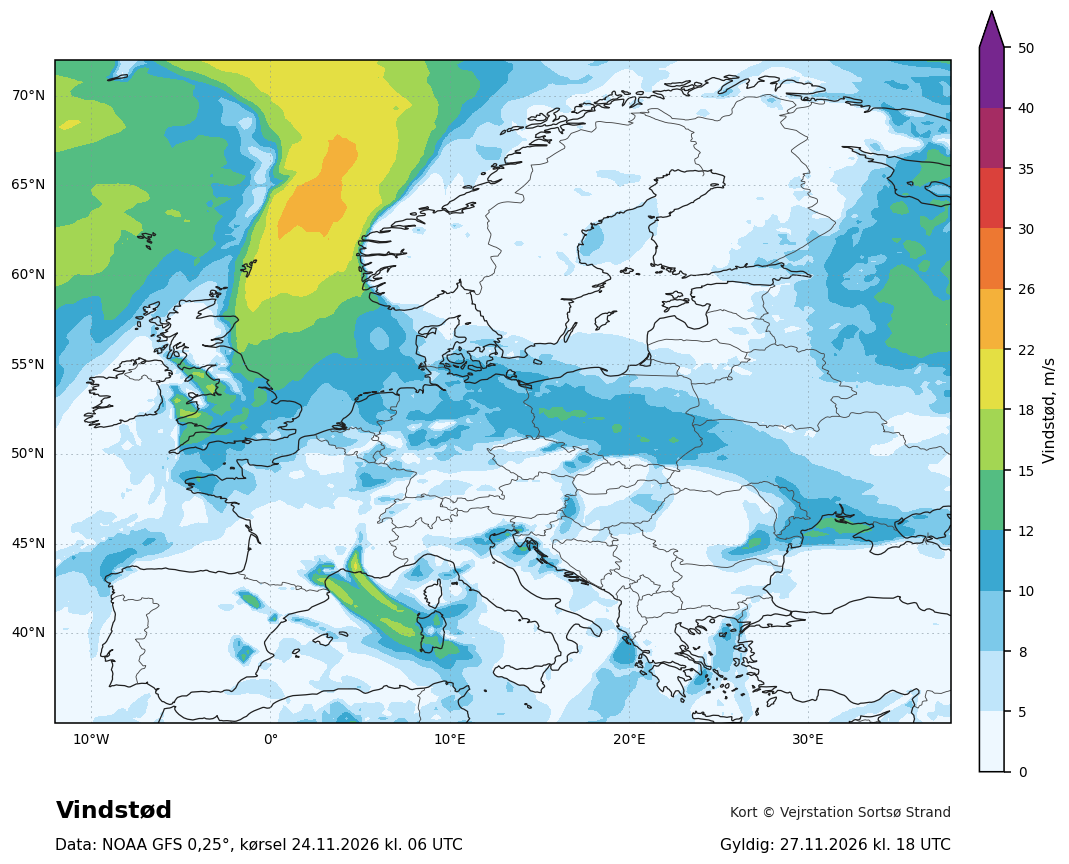 70°N
65°N
60°N
55°N
50°N
45°N
40°N
10°W
0°
10°E
20°E
30°E
50
40
35
30
26
22
18
15
12
10
8
5
0
Vindstød, m/s
Vindstød
Kort © Vejrstation Sortsø Strand
Data: NOAA GFS 0,25°, kørsel 24.11.2026 kl. 06 UTC
Gyldig: 27.11.2026 kl. 18 UTC